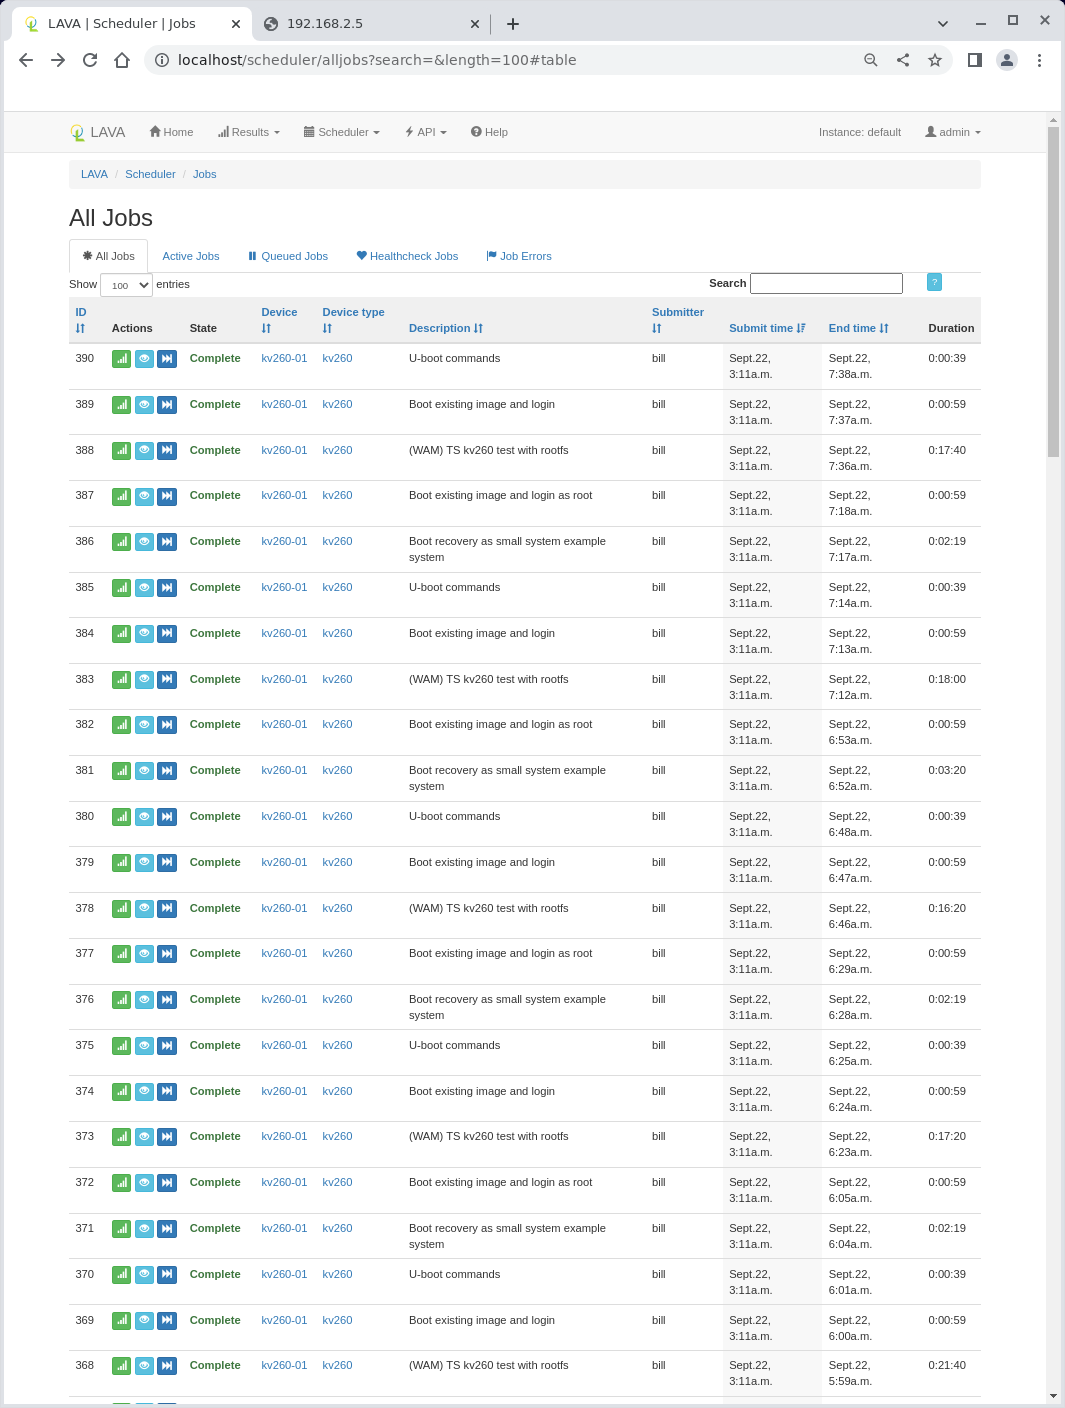 LAVA | Scheduler | Jobs
192.168.2.5
localhost/scheduler/alljobs?search=&length=100#table
LAVA Home Results Scheduler API Help Instance: default admin
LAVA / Scheduler / Jobs
All Jobs
All Jobs Active Jobs Queued Jobs Healthcheck Jobs Job Errors
Show 100 entries Search ?
ID Actions State Device Device type Description Submitter Submit time End time Duration
390 Complete kv260-01 kv260 U-boot commands bill Sept.22, Sept.22, 0:00:39
3:11a.m. 7:38a.m.
389 Complete kv260-01 kv260 Boot existing image and login bill Sept.22, Sept.22, 0:00:59
3:11a.m. 7:37a.m.
388 Complete kv260-01 kv260 (WAM) TS kv260 test with rootfs bill Sept.22, Sept.22, 0:17:40
3:11a.m. 7:36a.m.
387 Complete kv260-01 kv260 Boot existing image and login as root bill Sept.22, Sept.22, 0:00:59
3:11a.m. 7:18a.m.
386 Complete kv260-01 kv260 Boot recovery as small system example bill Sept.22, Sept.22, 0:02:19
system 3:11a.m. 7:17a.m.
385 Complete kv260-01 kv260 U-boot commands bill Sept.22, Sept.22, 0:00:39
3:11a.m. 7:14a.m.
384 Complete kv260-01 kv260 Boot existing image and login bill Sept.22, Sept.22, 0:00:59
3:11a.m. 7:13a.m.
383 Complete kv260-01 kv260 (WAM) TS kv260 test with rootfs bill Sept.22, Sept.22, 0:18:00
3:11a.m. 7:12a.m.
382 Complete kv260-01 kv260 Boot existing image and login as root bill Sept.22, Sept.22, 0:00:59
3:11a.m. 6:53a.m.
381 Complete kv260-01 kv260 Boot recovery as small system example bill Sept.22, Sept.22, 0:03:20
system 3:11a.m. 6:52a.m.
380 Complete kv260-01 kv260 U-boot commands bill Sept.22, Sept.22, 0:00:39
3:11a.m. 6:48a.m.
379 Complete kv260-01 kv260 Boot existing image and login bill Sept.22, Sept.22, 0:00:59
3:11a.m. 6:47a.m.
378 Complete kv260-01 kv260 (WAM) TS kv260 test with rootfs bill Sept.22, Sept.22, 0:16:20
3:11a.m. 6:46a.m.
377 Complete kv260-01 kv260 Boot existing image and login as root bill Sept.22, Sept.22, 0:00:59
3:11a.m. 6:29a.m.
376 Complete kv260-01 kv260 Boot recovery as small system example bill Sept.22, Sept.22, 0:02:19
system 3:11a.m. 6:28a.m.
375 Complete kv260-01 kv260 U-boot commands bill Sept.22, Sept.22, 0:00:39
3:11a.m. 6:25a.m.
374 Complete kv260-01 kv260 Boot existing image and login bill Sept.22, Sept.22, 0:00:59
3:11a.m. 6:24a.m.
373 Complete kv260-01 kv260 (WAM) TS kv260 test with rootfs bill Sept.22, Sept.22, 0:17:20
3:11a.m. 6:23a.m.
372 Complete kv260-01 kv260 Boot existing image and login as root bill Sept.22, Sept.22, 0:00:59
3:11a.m. 6:05a.m.
371 Complete kv260-01 kv260 Boot recovery as small system example bill Sept.22, Sept.22, 0:02:19
system 3:11a.m. 6:04a.m.
370 Complete kv260-01 kv260 U-boot commands bill Sept.22, Sept.22, 0:00:39
3:11a.m. 6:01a.m.
369 Complete kv260-01 kv260 Boot existing image and login bill Sept.22, Sept.22, 0:00:59
3:11a.m. 6:00a.m.
368 Complete kv260-01 kv260 (WAM) TS kv260 test with rootfs bill Sept.22, Sept.22, 0:21:40
3:11a.m. 5:59a.m.